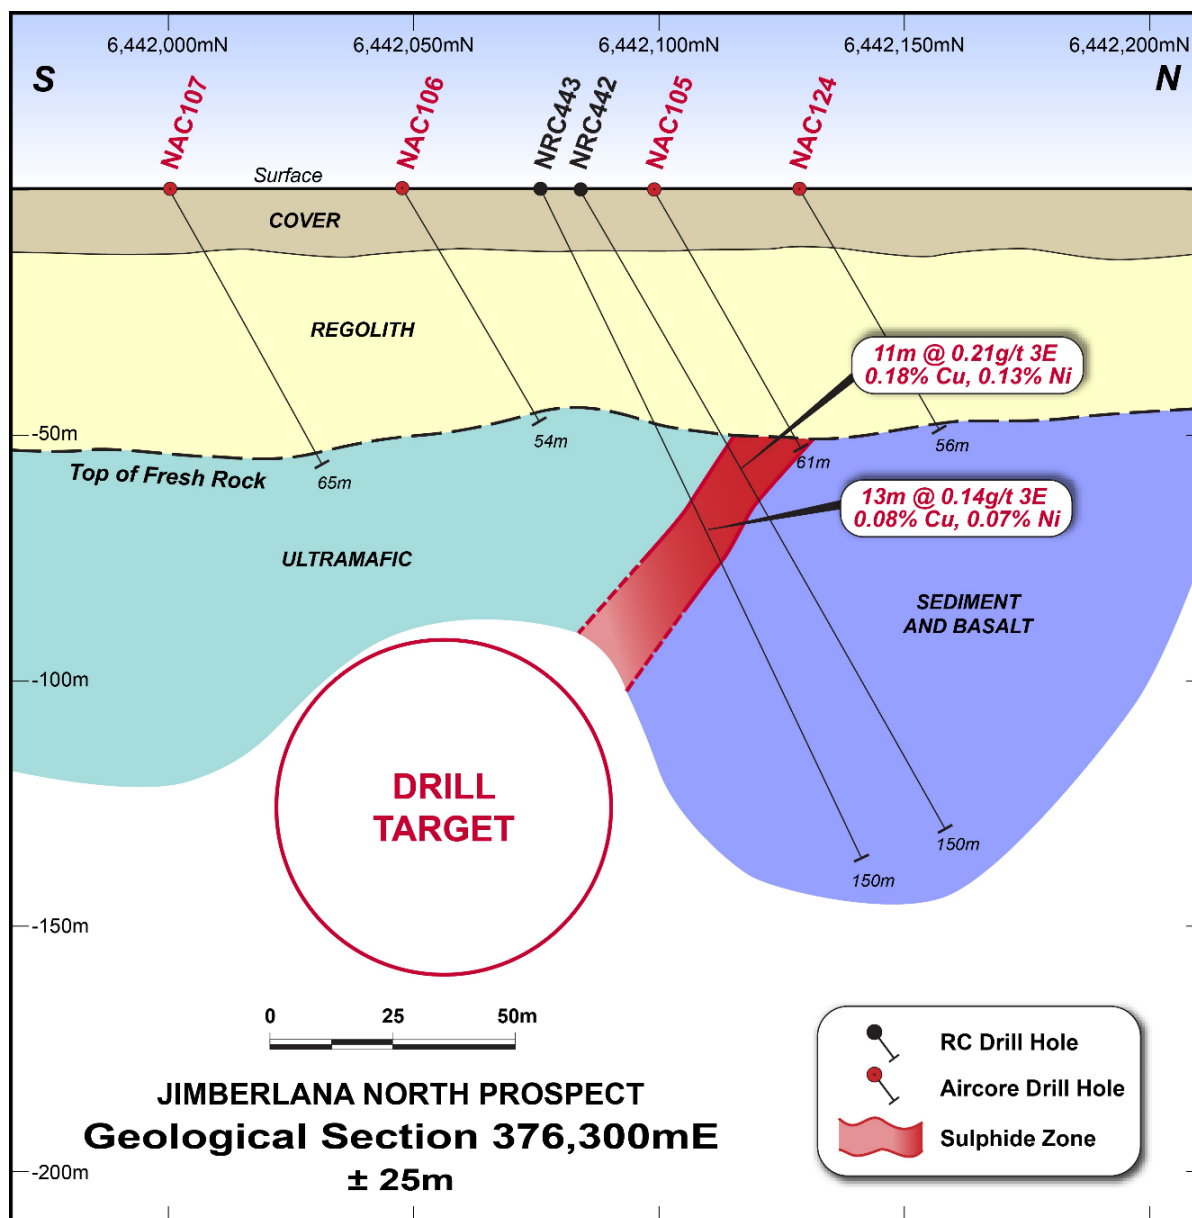 6,442,000mN
6,442,050mN
6,442,100mN
6,442,150mN
6,442,200mN
S
N
NAC107
NAC106
NRC443
NRC442
NAC105
NAC124
Surface
COVER
REGOLITH
11m @ 0.21g/t 3E
0.18% Cu, 0.13% Ni
-50m
54m
56m
61m
65m
Top of Fresh Rock
13m @ 0.14g/t 3E
0.08% Cu, 0.07% Ni
ULTRAMAFIC
SEDIMENT
AND BASALT
-100m
DRILL
TARGET
150m
150m
-150m
0 25 50m
JIMBERLANA NORTH PROSPECT
Geological Section 376,300mE
± 25m
-200m
RC Drill Hole
Aircore Drill Hole
Sulphide Zone